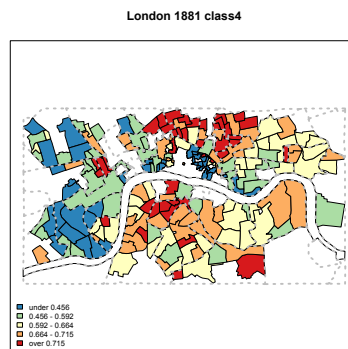 London 1881 class4
under 0.456
0.456 - 0.592
0.592 - 0.664
0.664 - 0.715
over 0.715